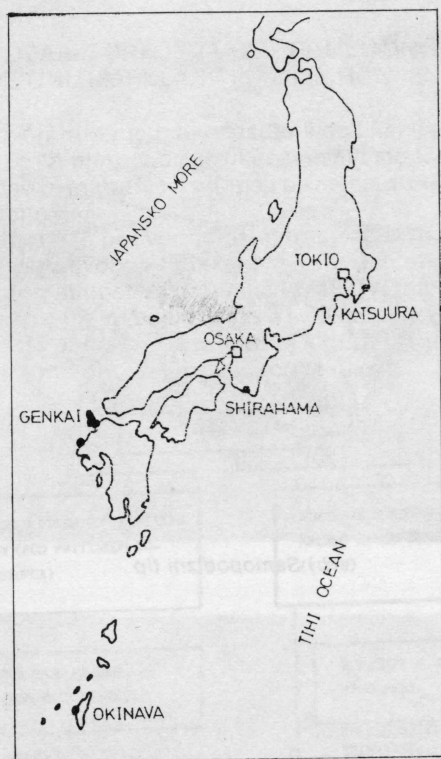 JAPANSKO MORE
TOKIO
KATSUURA
OSAKA
SHIRAHAMA
GENKAI
TIHI OCEAN
OKINAVA